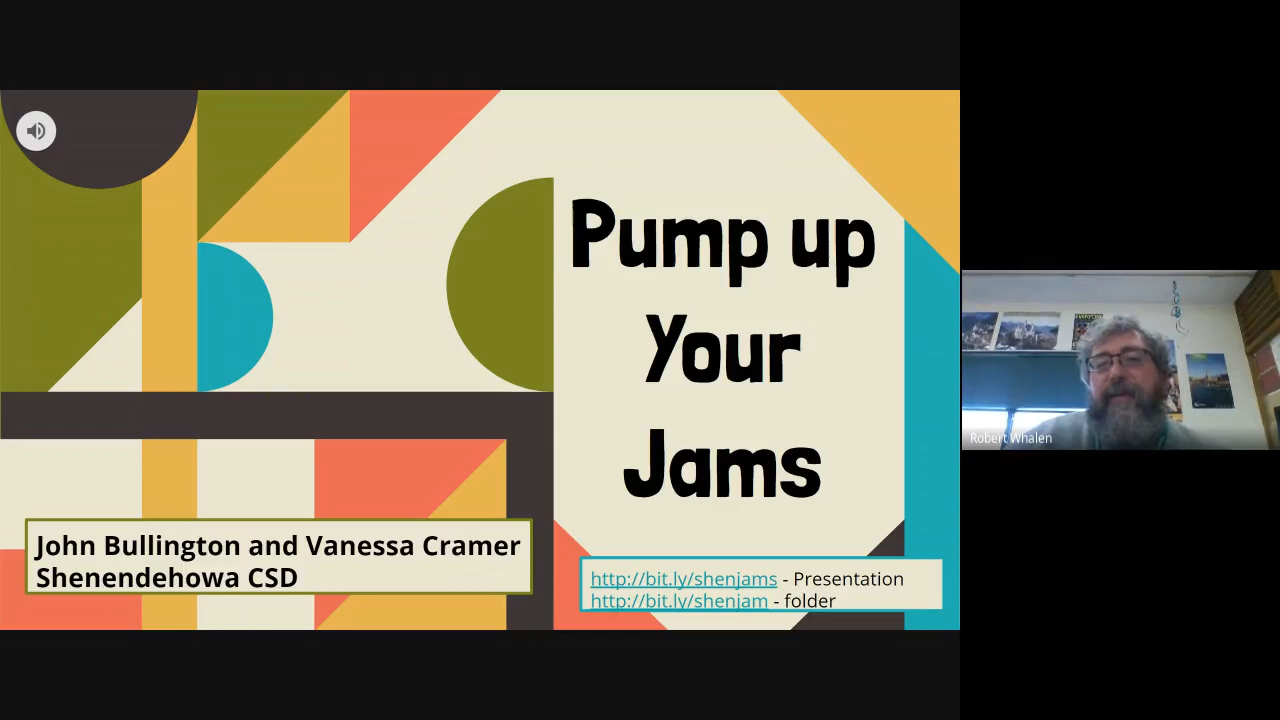 Pump up
Your
Jams
John Bullington and Vanessa Cramer
Shenendehowa CSD
http://bit.ly/shenjams - Presentation
http://bit.ly/shenjam - folder
Robert Whalen